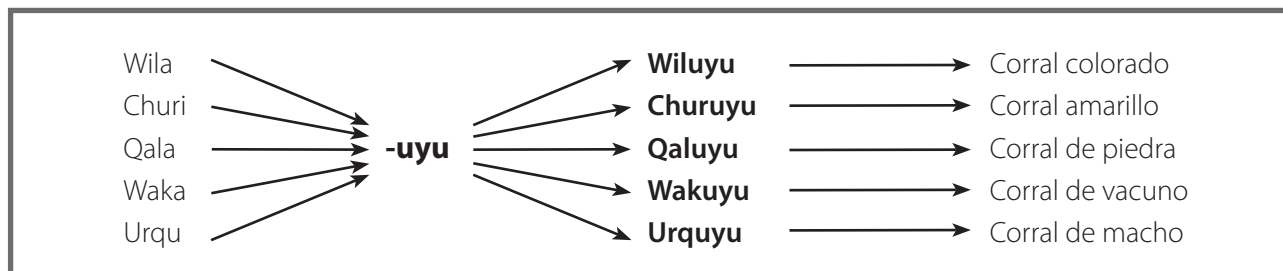 Wila Wiluyu Corral colorado
Churi Churuyu Corral amarillo
Qala -uyu Qaluyu Corral de piedra
Waka Wakuyu Corral de vacuno
Urqu Urquyu Corral de macho